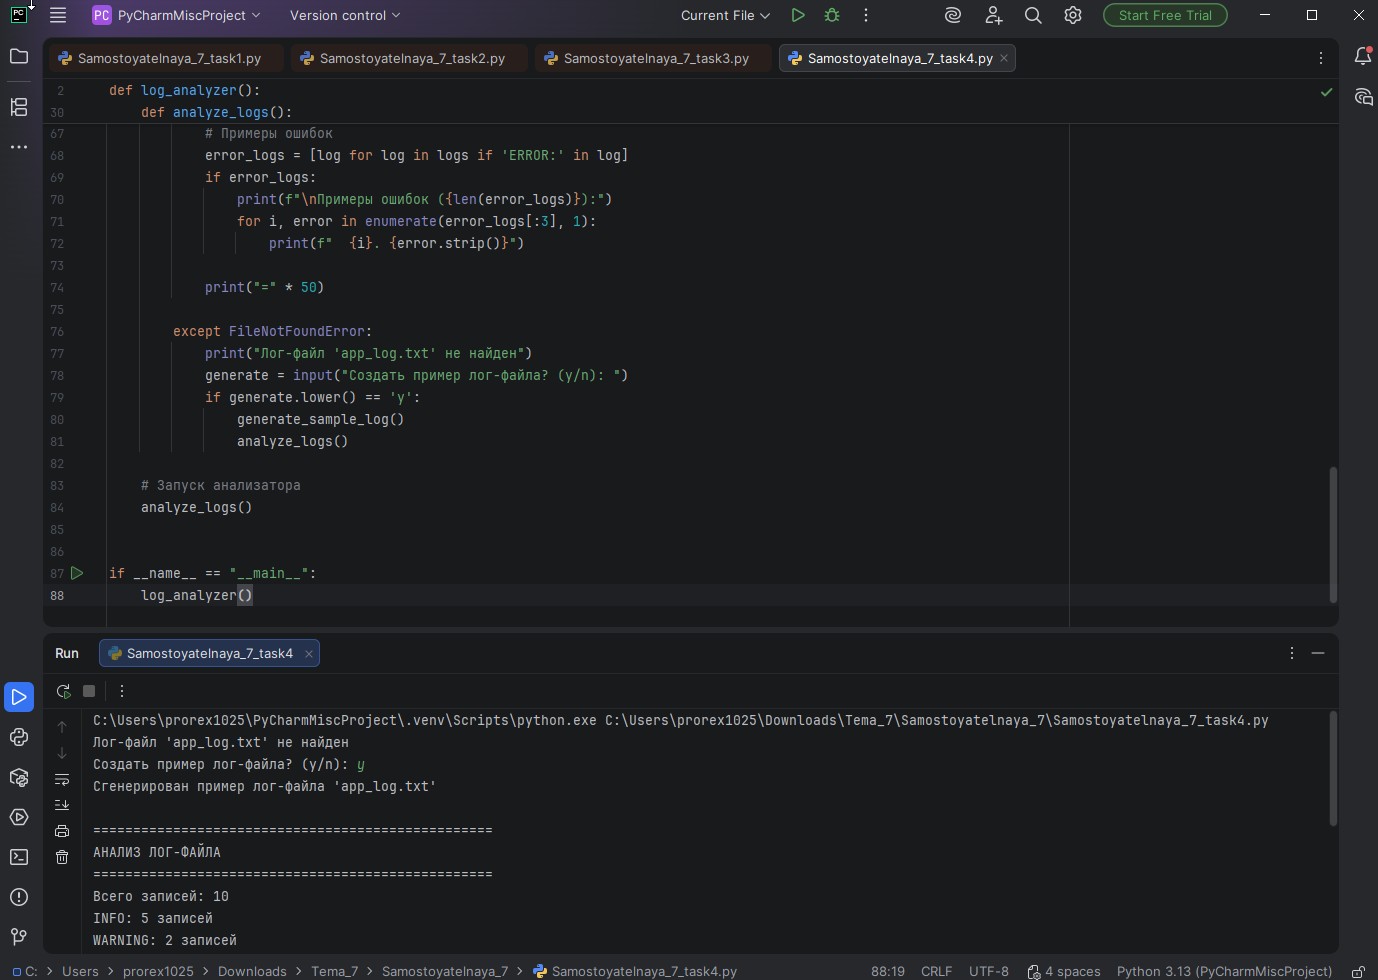 PC PC PyCharmMiscProject Version control Current File Start Free Trial
Samostoyatelnaya_7_task1.py Samostoyatelnaya_7_task2.py Samostoyatelnaya_7_task3.py Samostoyatelnaya_7_task4.py
2 def log_analyzer():
30 def analyze_logs():
67 # Примеры ошибок
68 error_logs = [log for log in logs if 'ERROR:' in log]
69 if error_logs:
70 print(f"\nПримеры ошибок ({len(error_logs)}):")
71 for i, error in enumerate(error_logs[:3], 1):
72 print(f"  {i}. {error.strip()}")
73
74 print("=" * 50)
75
76 except FileNotFoundError:
77 print("Лог-файл 'app_log.txt' не найден")
78 generate = input("Создать пример лог-файла? (y/n): ")
79 if generate.lower() == 'y':
80 generate_sample_log()
81 analyze_logs()
82
83 # Запуск анализатора
84 analyze_logs()
85
86
87 if __name__ == "__main__":
88 log_analyzer()
Run Samostoyatelnaya_7_task4
C:\Users\prorex1025\PyCharmMiscProject\.venv\Scripts\python.exe C:\Users\prorex1025\Downloads\Tema_7\Samostoyatelnaya_7\Samostoyatelnaya_7_task4.py
Лог-файл 'app_log.txt' не найден
Создать пример лог-файла? (y/n): y
Сгенерирован пример лог-файла 'app_log.txt'
==================================================
АНАЛИЗ ЛОГ-ФАЙЛА
==================================================
Всего записей: 10
INFO: 5 записей
WARNING: 2 записей
C: Users prorex1025 Downloads Tema_7 Samostoyatelnaya_7 Samostoyatelnaya_7_task4.py 88:19 CRLF UTF-8 4 spaces Python 3.13 (PyCharmMiscProject)